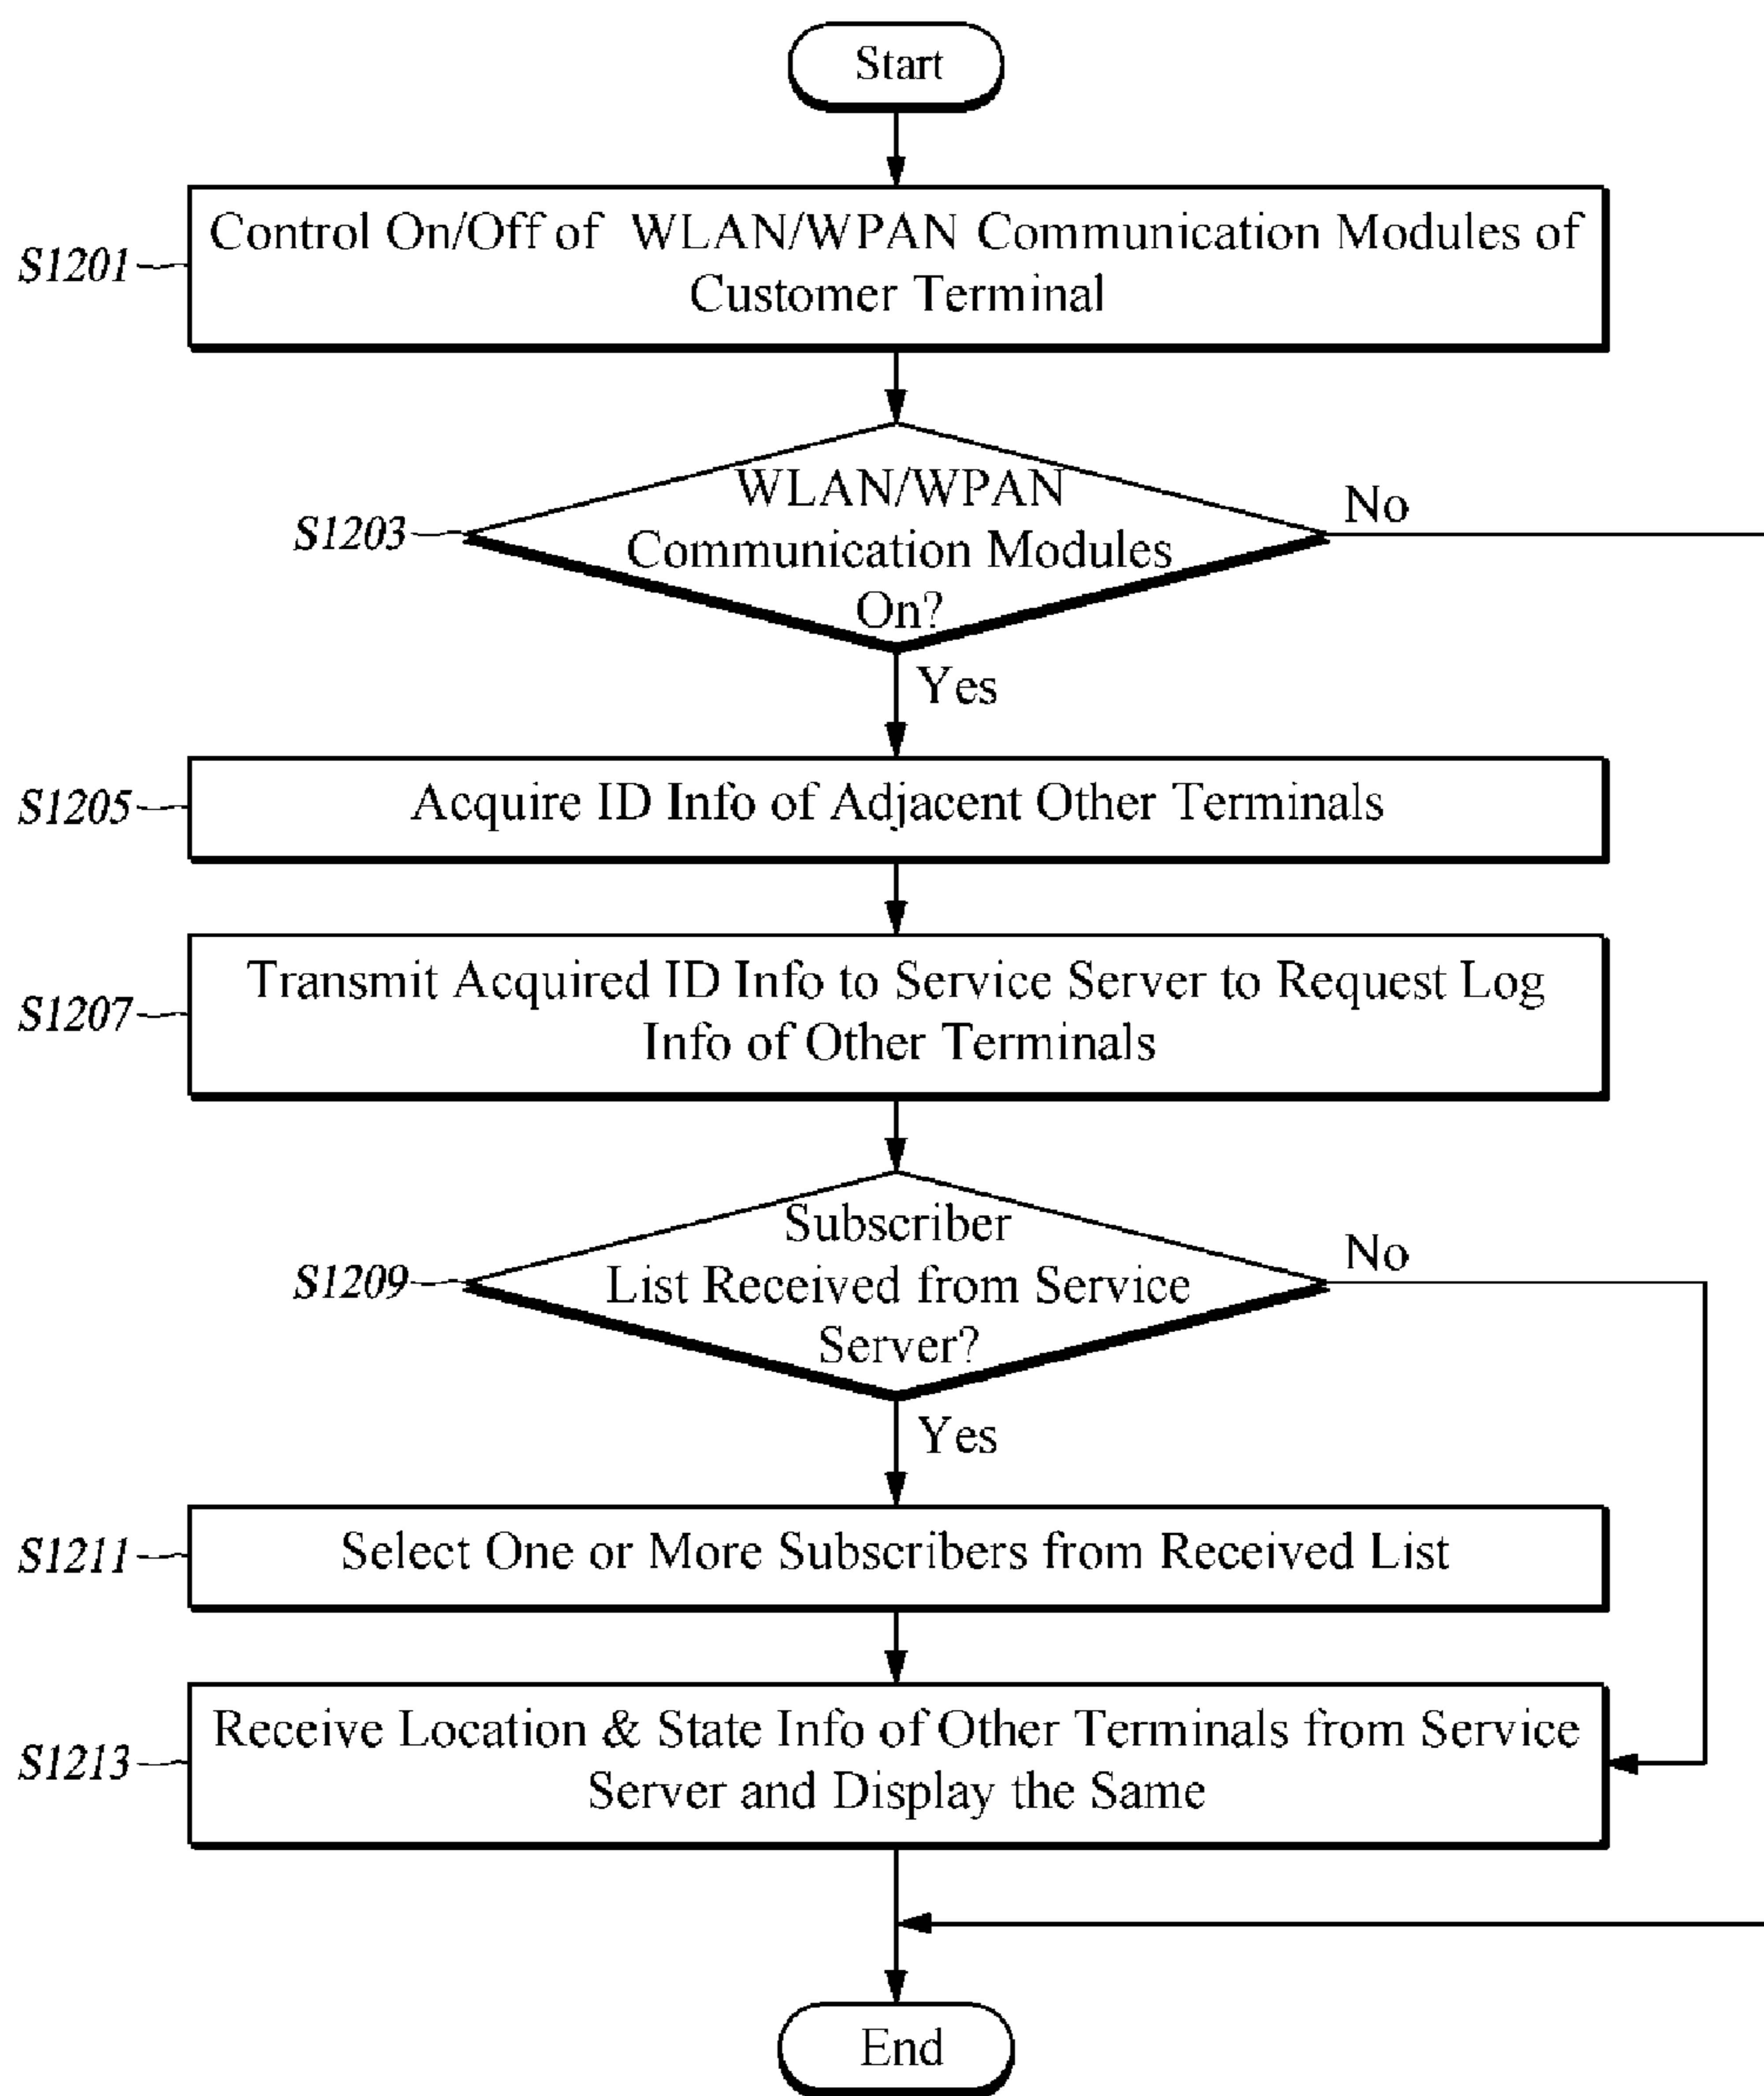 Start
S1201
Control On/Off of WLAN/WPAN Communication Modules of
Customer Terminal
WLAN/WPAN
Communication Modules
On?
S1203
No
Yes
S1205
Acquire ID Info of Adjacent Other Terminals
S1207
Transmit Acquired ID Info to Service Server to Request Log
Info of Other Terminals
Subscriber
List Received from Service
Server?
S1209
No
Yes
S1211
Select One or More Subscribers from Received List
S1213
Receive Location & State Info of Other Terminals from Service
Server and Display the Same
End